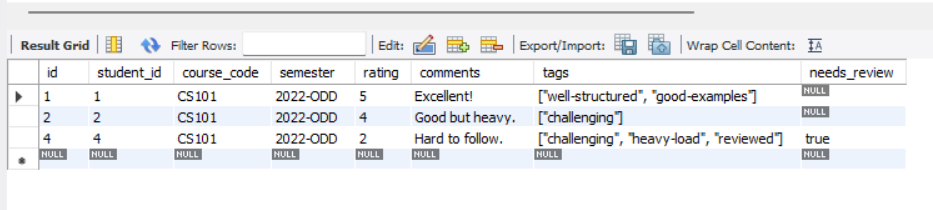 Result Grid Filter Rows: Edit: Export/Import: Wrap Cell Content: IA
id student_id course_code semester rating comments tags needs_review
1 1 CS101 2022-ODD 5 Excellent! ["well-structured", "good-examples"] NULL
2 2 CS101 2022-ODD 4 Good but heavy. ["challenging"] NULL
4 4 CS101 2022-ODD 2 Hard to follow. ["challenging", "heavy-load", "reviewed"] true
NULL NULL NULL NULL NULL NULL NULL NULL